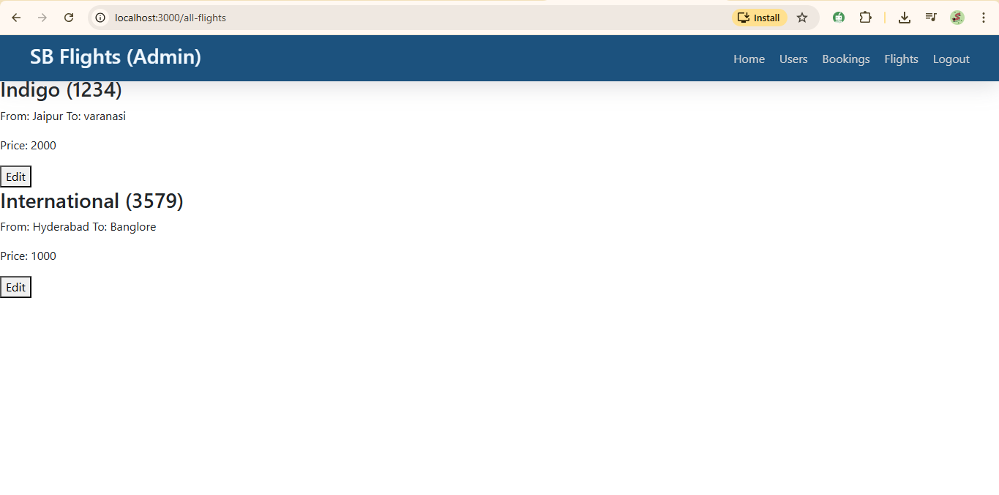 localhost:3000/all-flights
Install
SB Flights (Admin)
Home Users Bookings Flights Logout
Indigo (1234)
From: Jaipur To: varanasi
Price: 2000
Edit
International (3579)
From: Hyderabad To: Banglore
Price: 1000
Edit